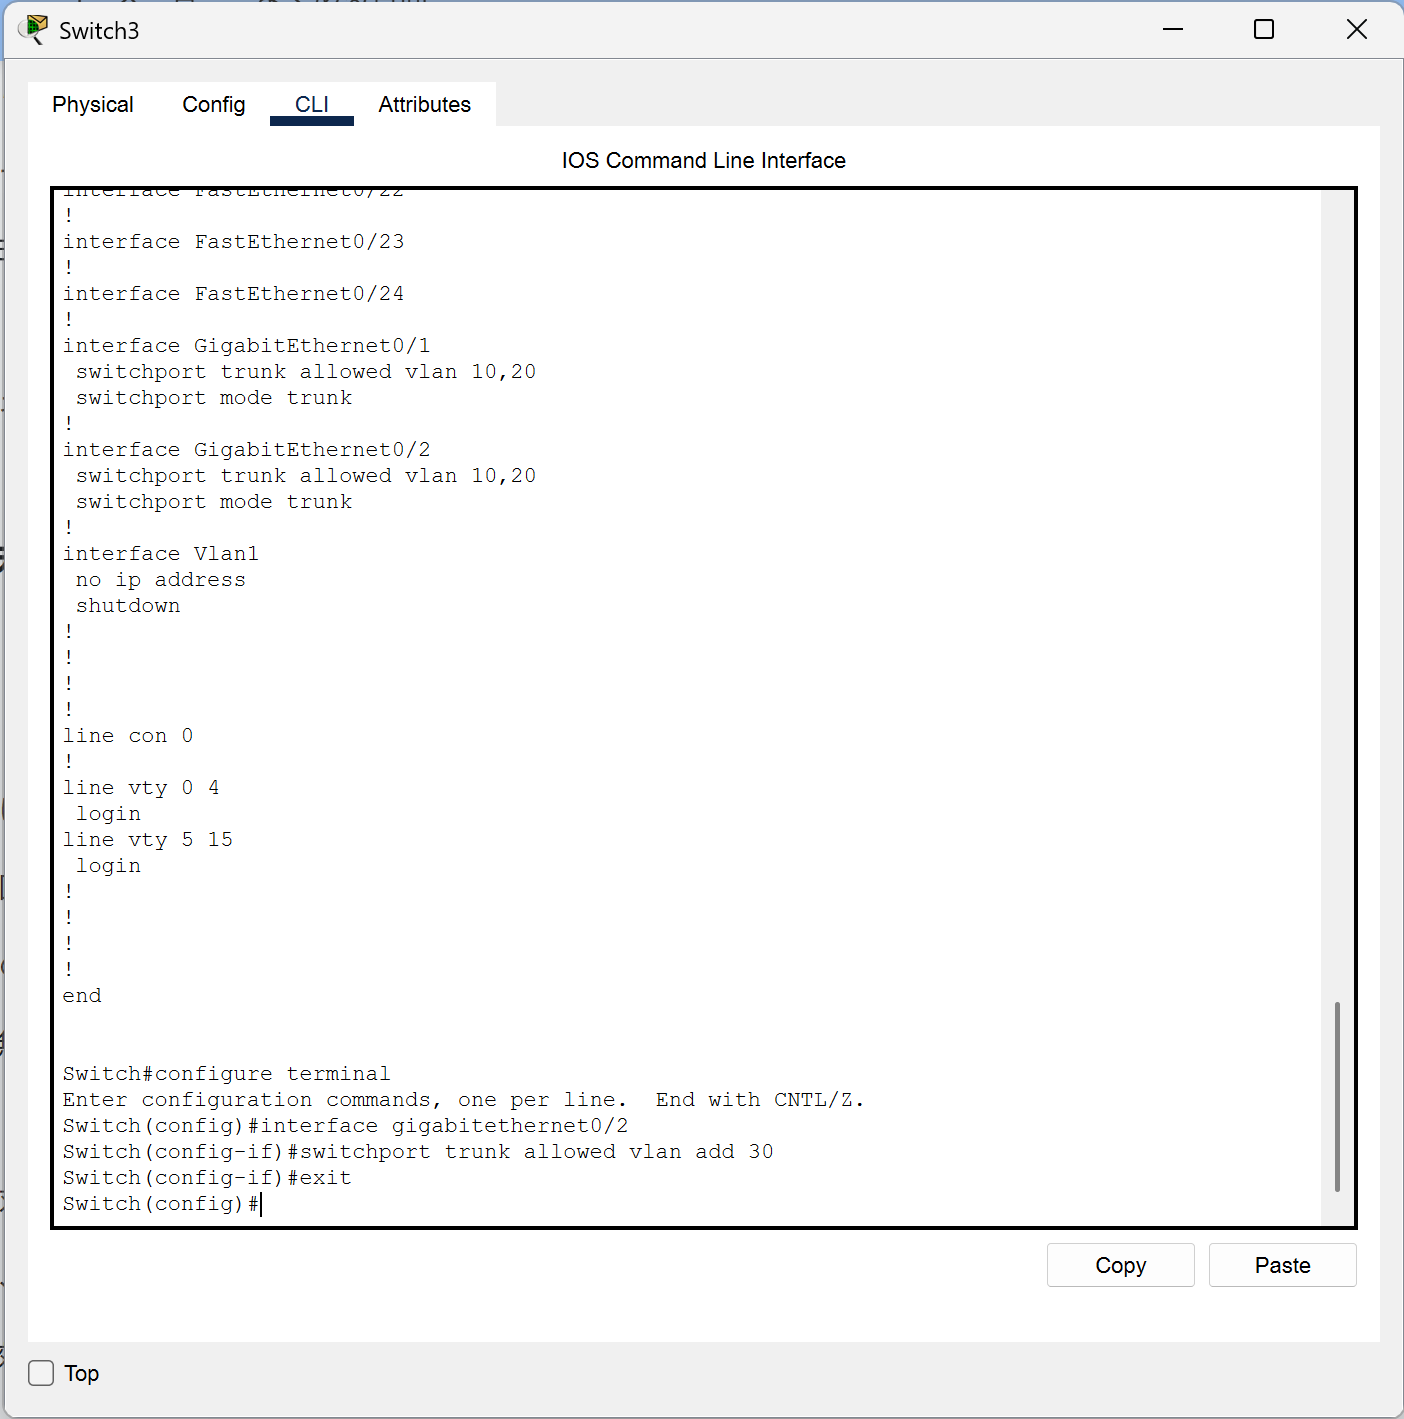 Switch3
Physical Config CLI Attributes
IOS Command Line Interface
interface FastEthernet0/22
!
interface FastEthernet0/23
!
interface FastEthernet0/24
!
interface GigabitEthernet0/1
 switchport trunk allowed vlan 10,20
 switchport mode trunk
!
interface GigabitEthernet0/2
 switchport trunk allowed vlan 10,20
 switchport mode trunk
!
interface Vlan1
 no ip address
 shutdown
!
!
!
!
line con 0
!
line vty 0 4
 login
line vty 5 15
 login
!
!
!
!
end
Switch#configure terminal
Enter configuration commands, one per line.  End with CNTL/Z.
Switch(config)#interface gigabitethernet0/2
Switch(config-if)#switchport trunk allowed vlan add 30
Switch(config-if)#exit
Switch(config)#
Copy Paste
Top